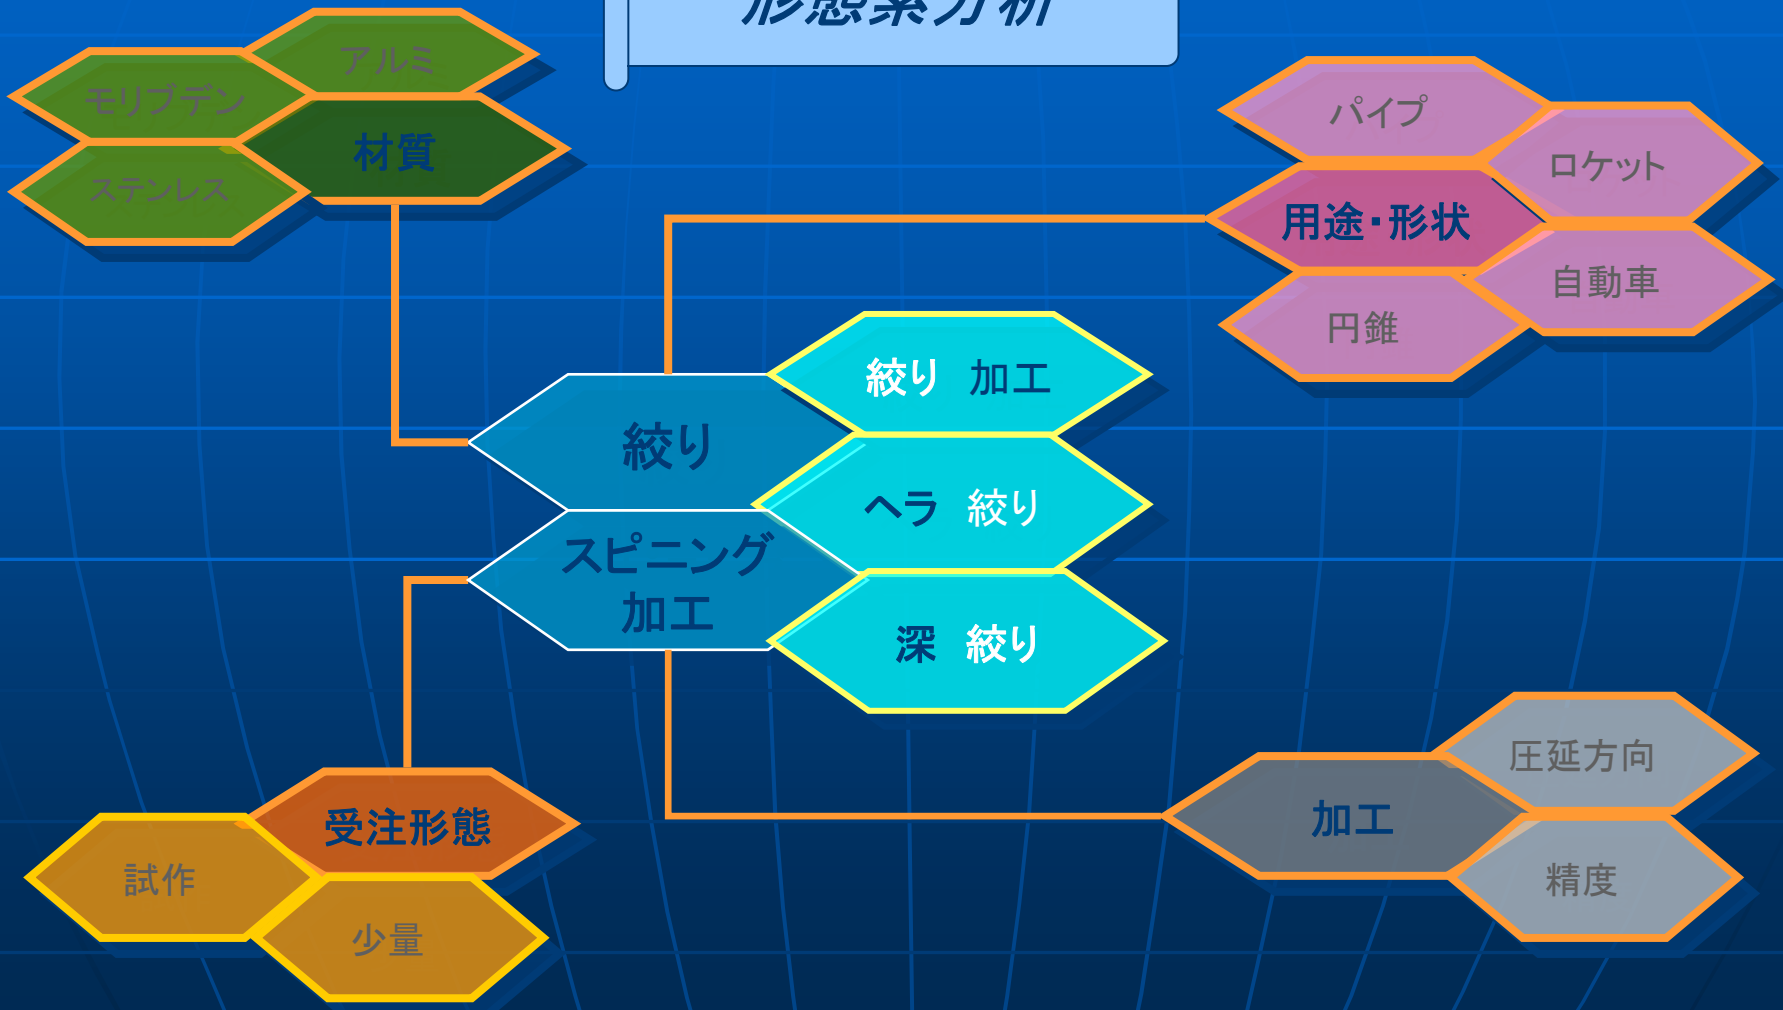 形態素分析
アルミ
モリブデン
材質
ステンレス
パイプ
ロケット
用途・形状
自動車
円錐
絞り 加工
絞り
ヘラ 絞り
スピニング
加工
深 絞り
受注形態
試作
少量
圧延方向
加工
精度